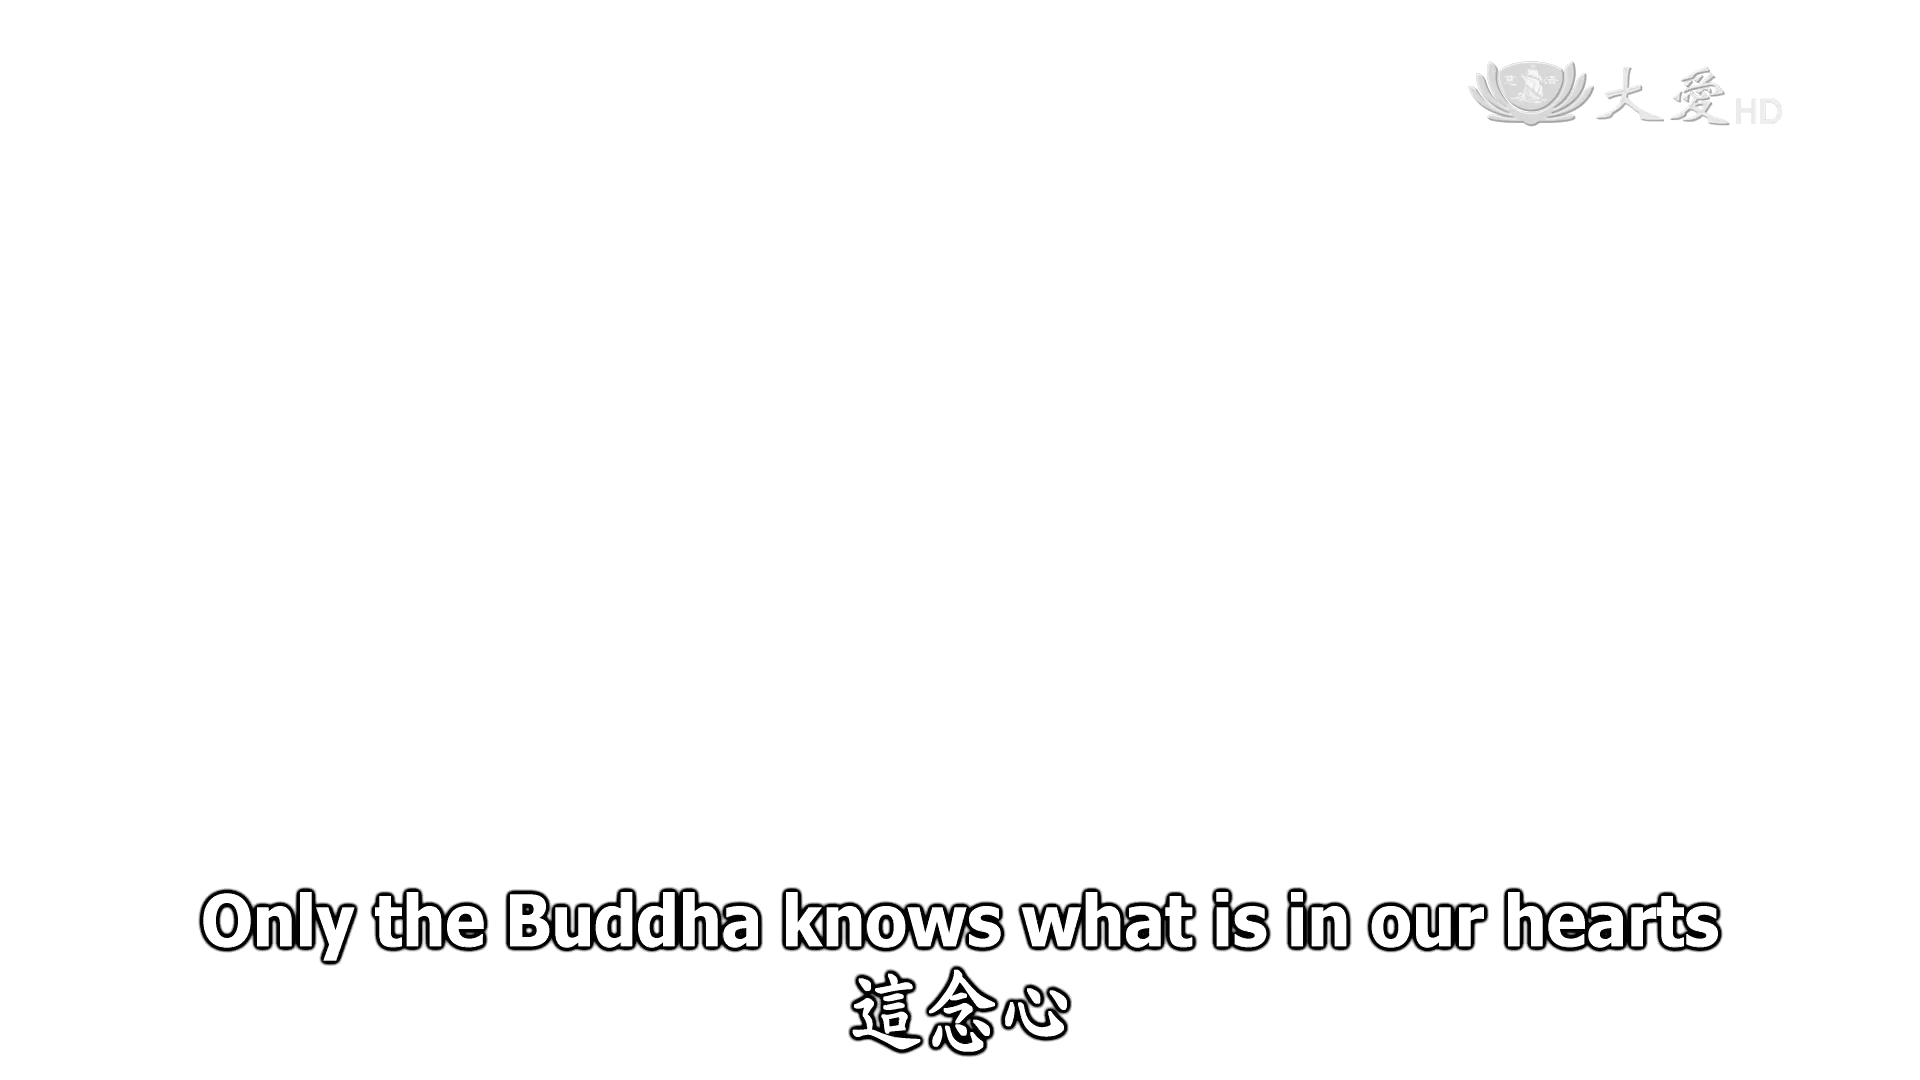 大愛HD
Only the Buddha knows what is in our hearts
這念心